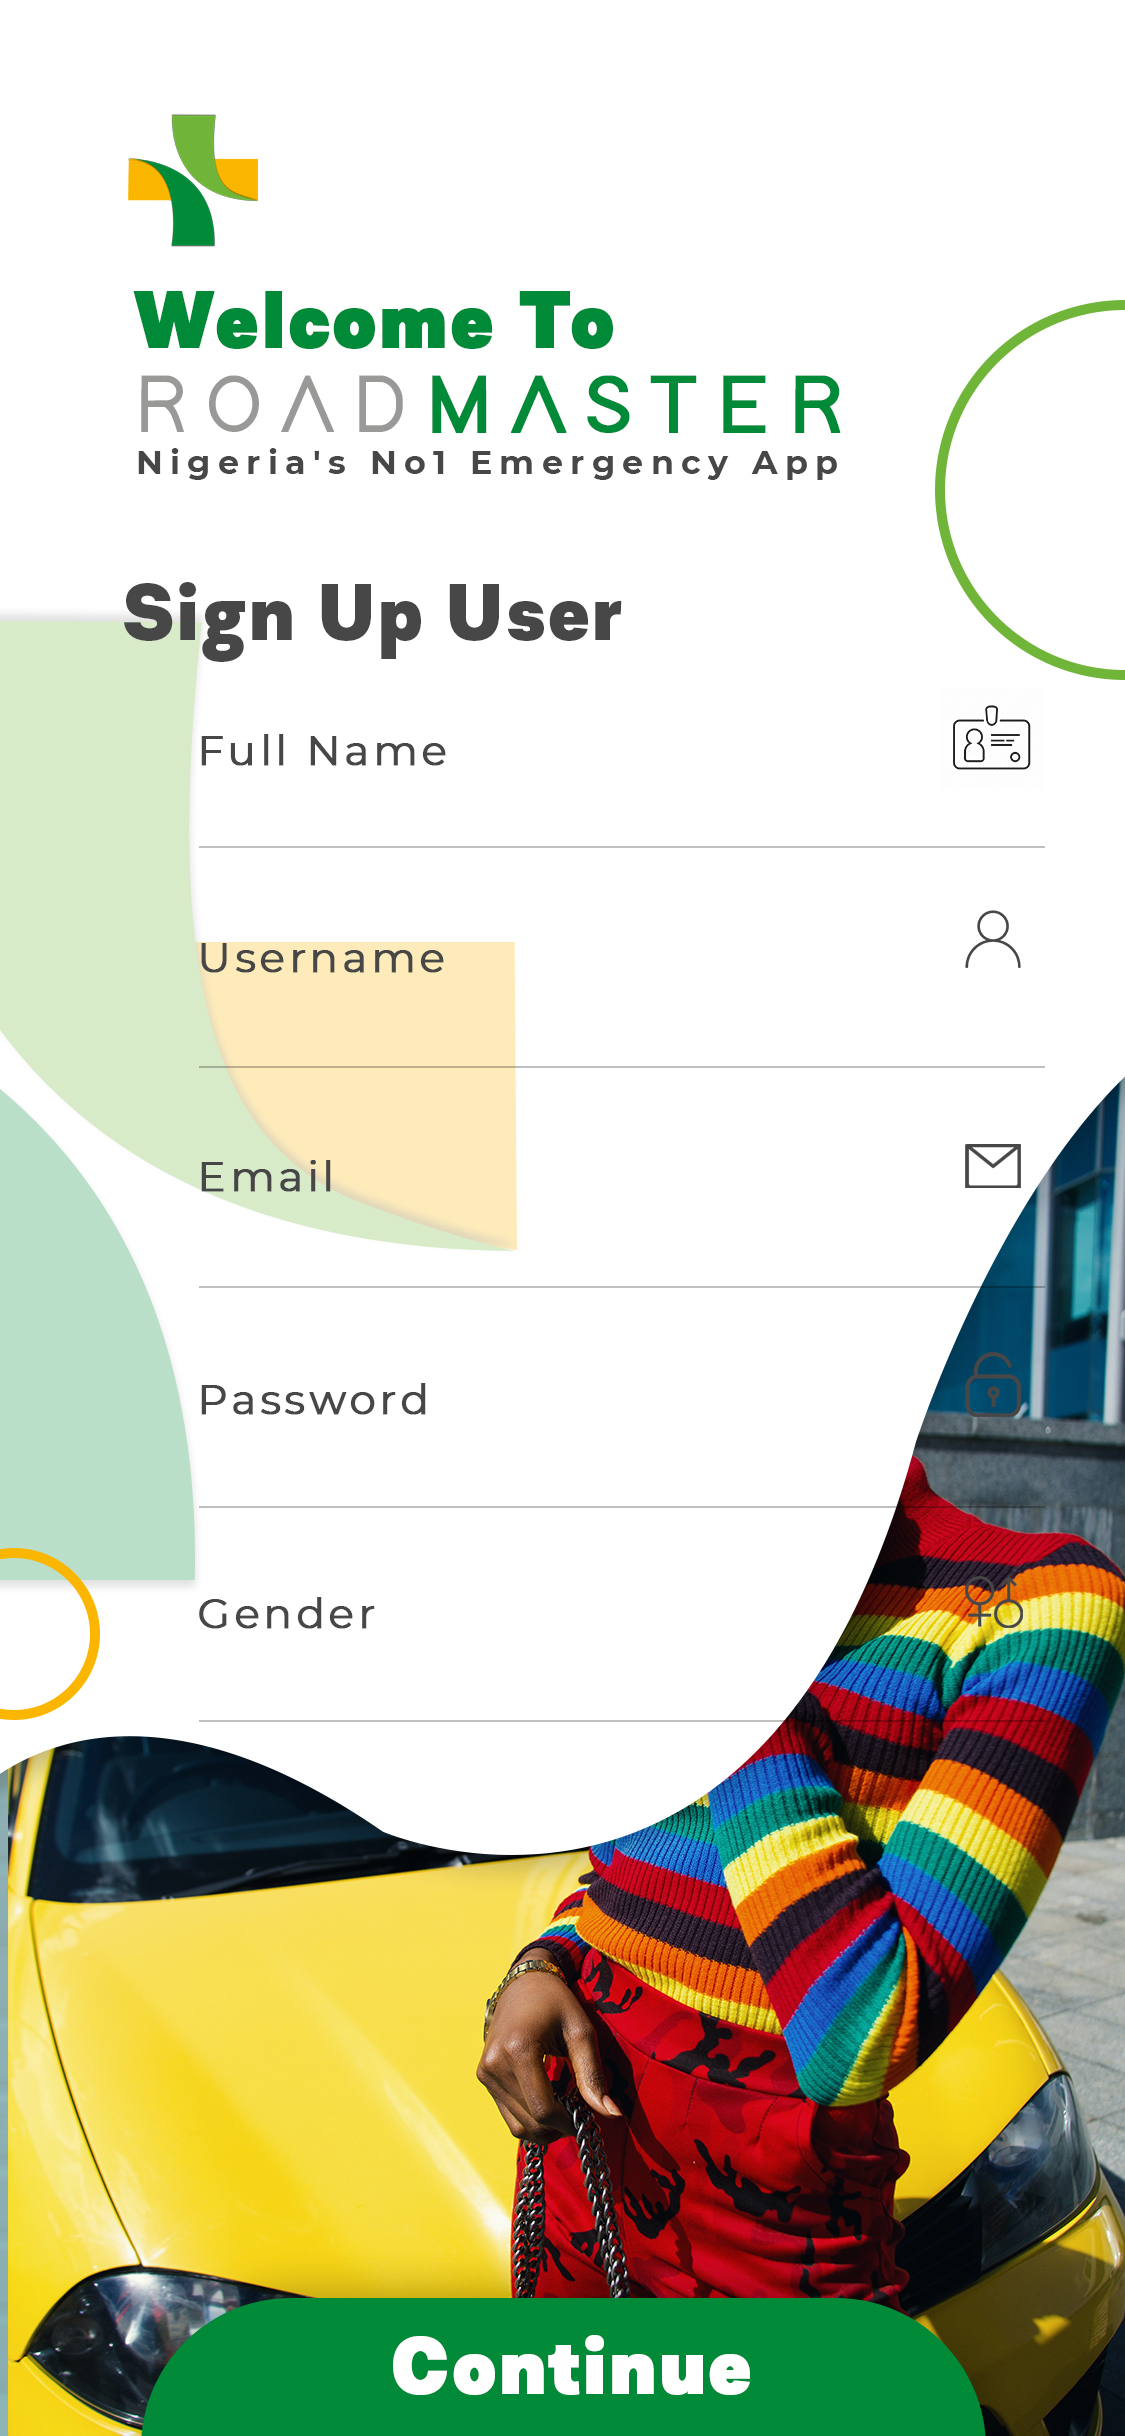 Welcome To
ROADMASTER
Nigeria's No1 Emergency App
Sign Up User
Full Name
Username
Email
Password
Gender
Continue